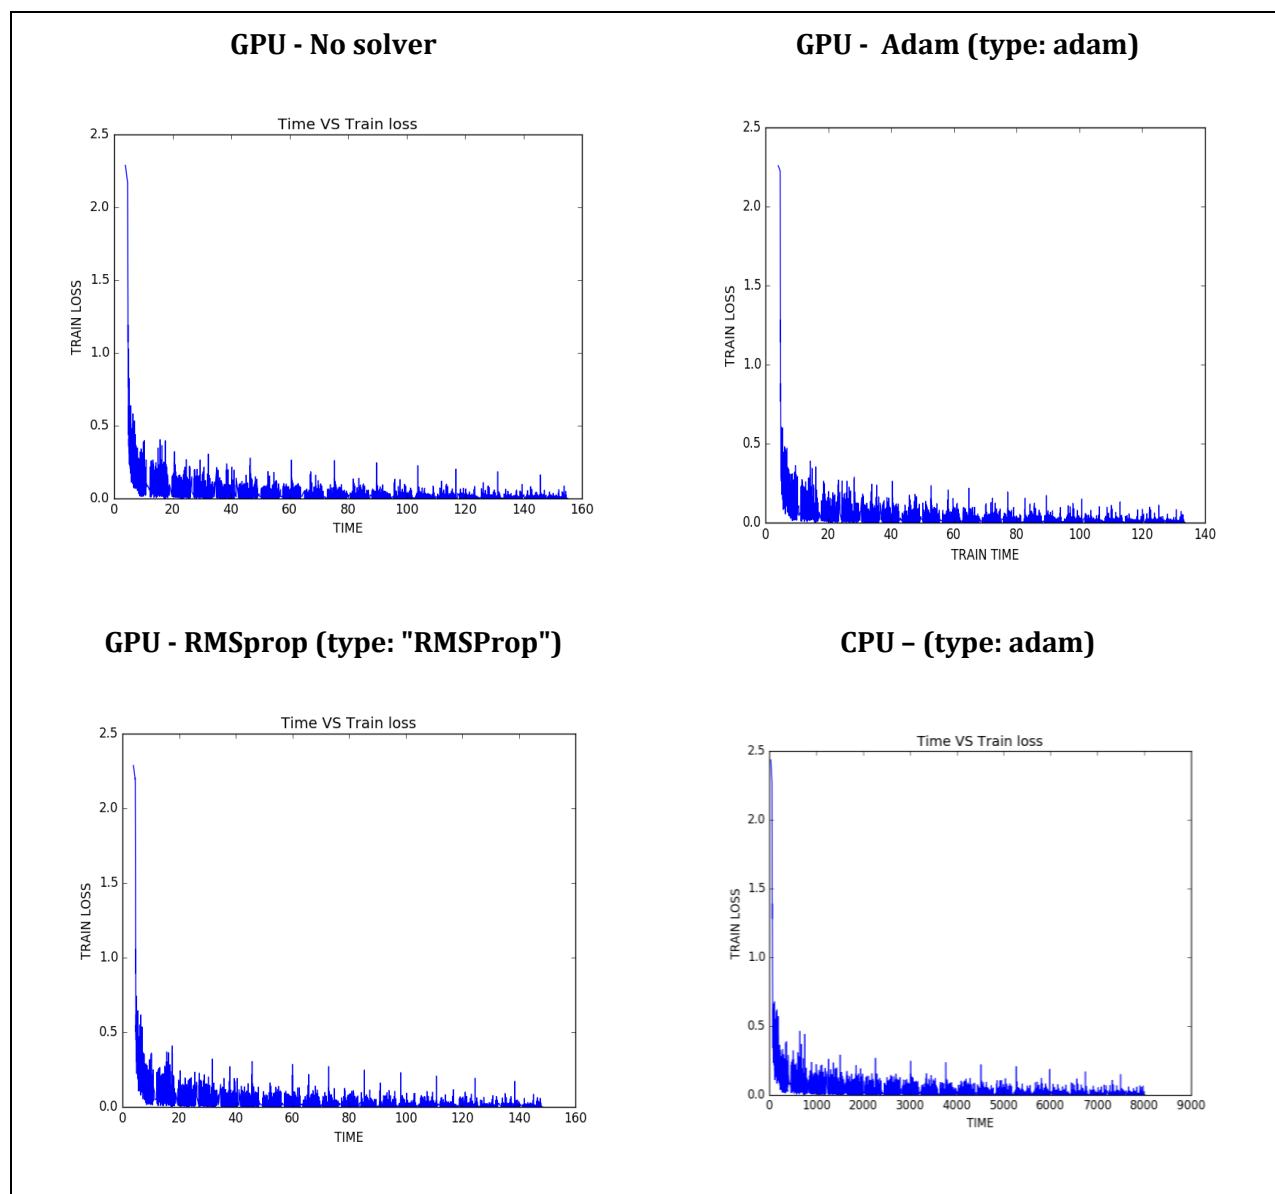 GPU - No solver
Time VS Train loss
2.5
2.0
1.5
1.0
0.5
0.0
TRAIN LOSS
0 20 40 60 80 100 120 140 160
TIME
GPU - Adam (type: adam)
2.5
2.0
1.5
1.0
0.5
0.0
TRAIN LOSS
0 20 40 60 80 100 120 140
TRAIN TIME
GPU - RMSprop (type: "RMSProp")
Time VS Train loss
2.5
2.0
1.5
1.0
0.5
0.0
TRAIN LOSS
0 20 40 60 80 100 120 140 160
TIME
CPU – (type: adam)
Time VS Train loss
2.5
2.0
1.5
1.0
0.5
0.0
TRAIN LOSS
0 1000 2000 3000 4000 5000 6000 7000 8000 9000
TIME